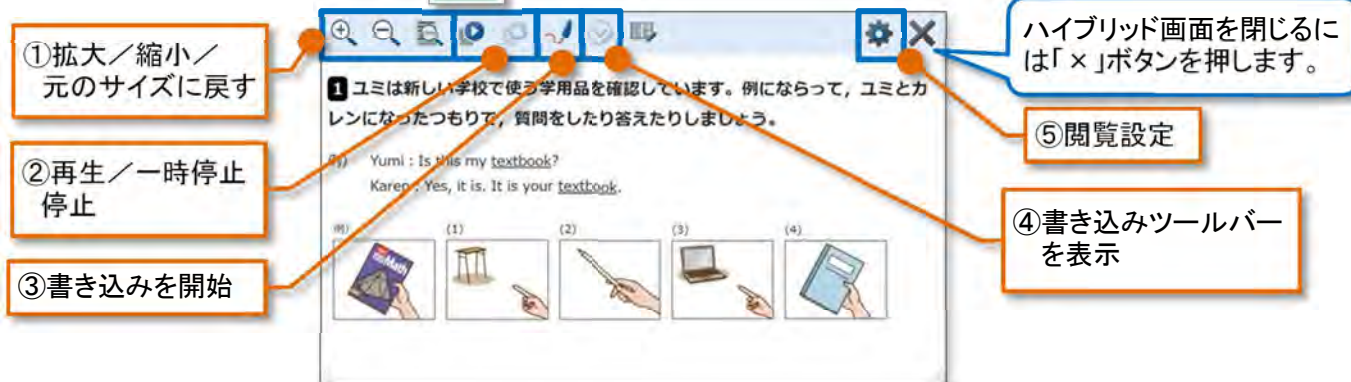 ①拡大／縮小／
元のサイズに戻す
ハイブリッド画面を閉じるに
は「×」ボタンを押します。
1 ユミは新しい学校で使う学用品を確認しています。例にならって，ユミとカ
レンになったつもりで，質問をしたり答えたりしましょう。
⑤閲覧設定
②再生／一時停止
停止
例) Yumi : Is this my textbook?
Karen : Yes, it is. It is your textbook.
④書き込みツールバー
を表示
③書き込みを開始
例) (1) (2) (3) (4)
Math